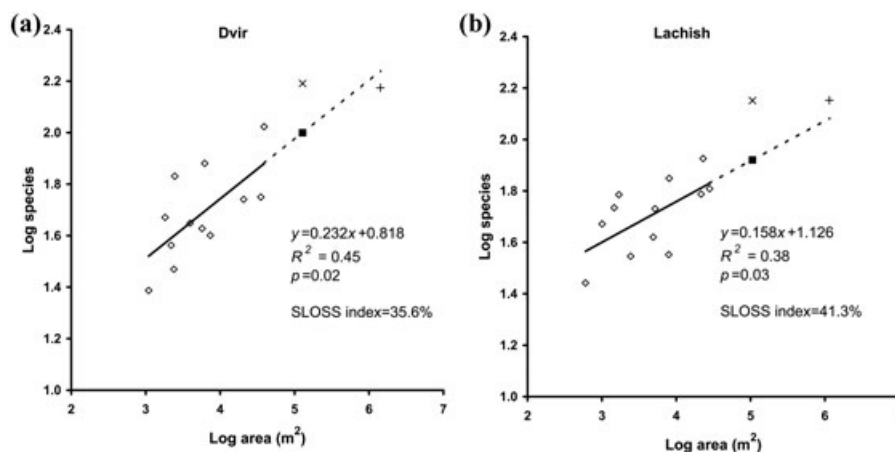 (a)
Dvir
2.4
2.2
2.0
1.8
1.6
1.4
1.2
1.0
Log species
y=0.232x+0.818
R² = 0.45
p=0.02
SLOSS index=35.6%
2 3 4 5 6 7
Log area (m²)
(b)
Lachish
2.4
2.2
2.0
1.8
1.6
1.4
1.2
1.0
Log species
y=0.158x+1.126
R² = 0.38
p=0.03
SLOSS index=41.3%
2 3 4 5 6
Log area (m²)